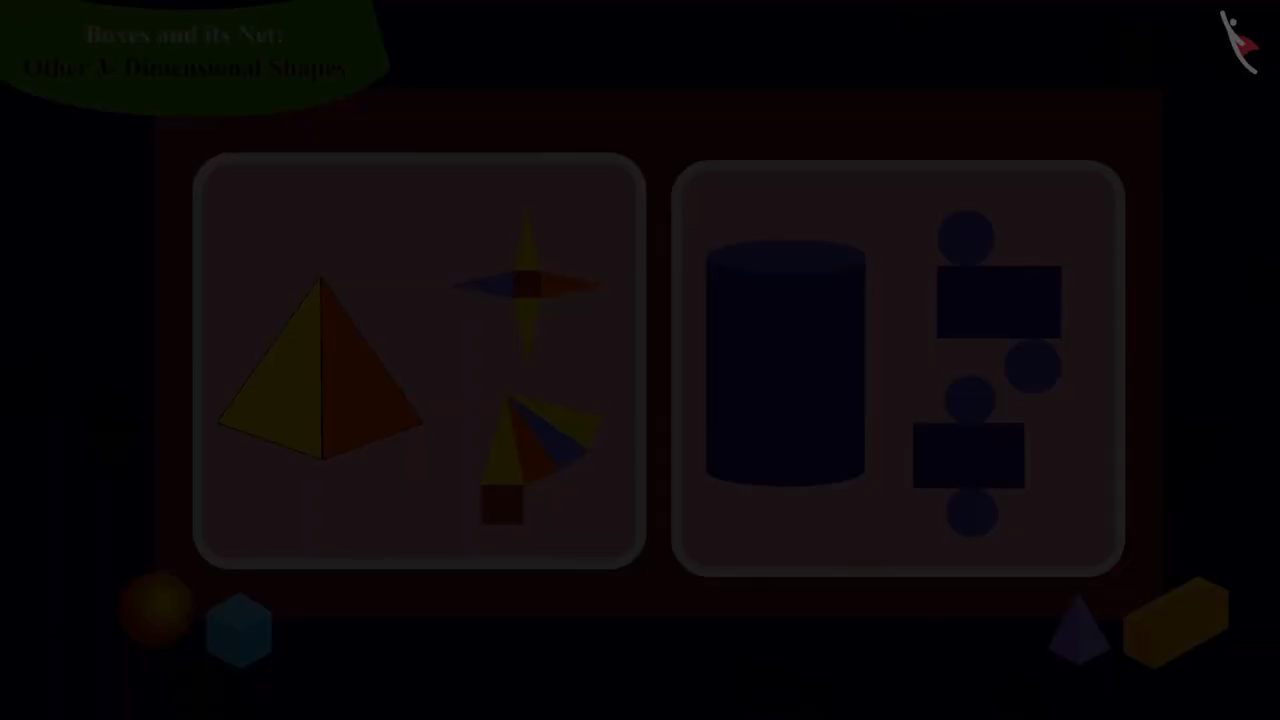 Boxes and its Net:
Other 3- Dimensional Shapes